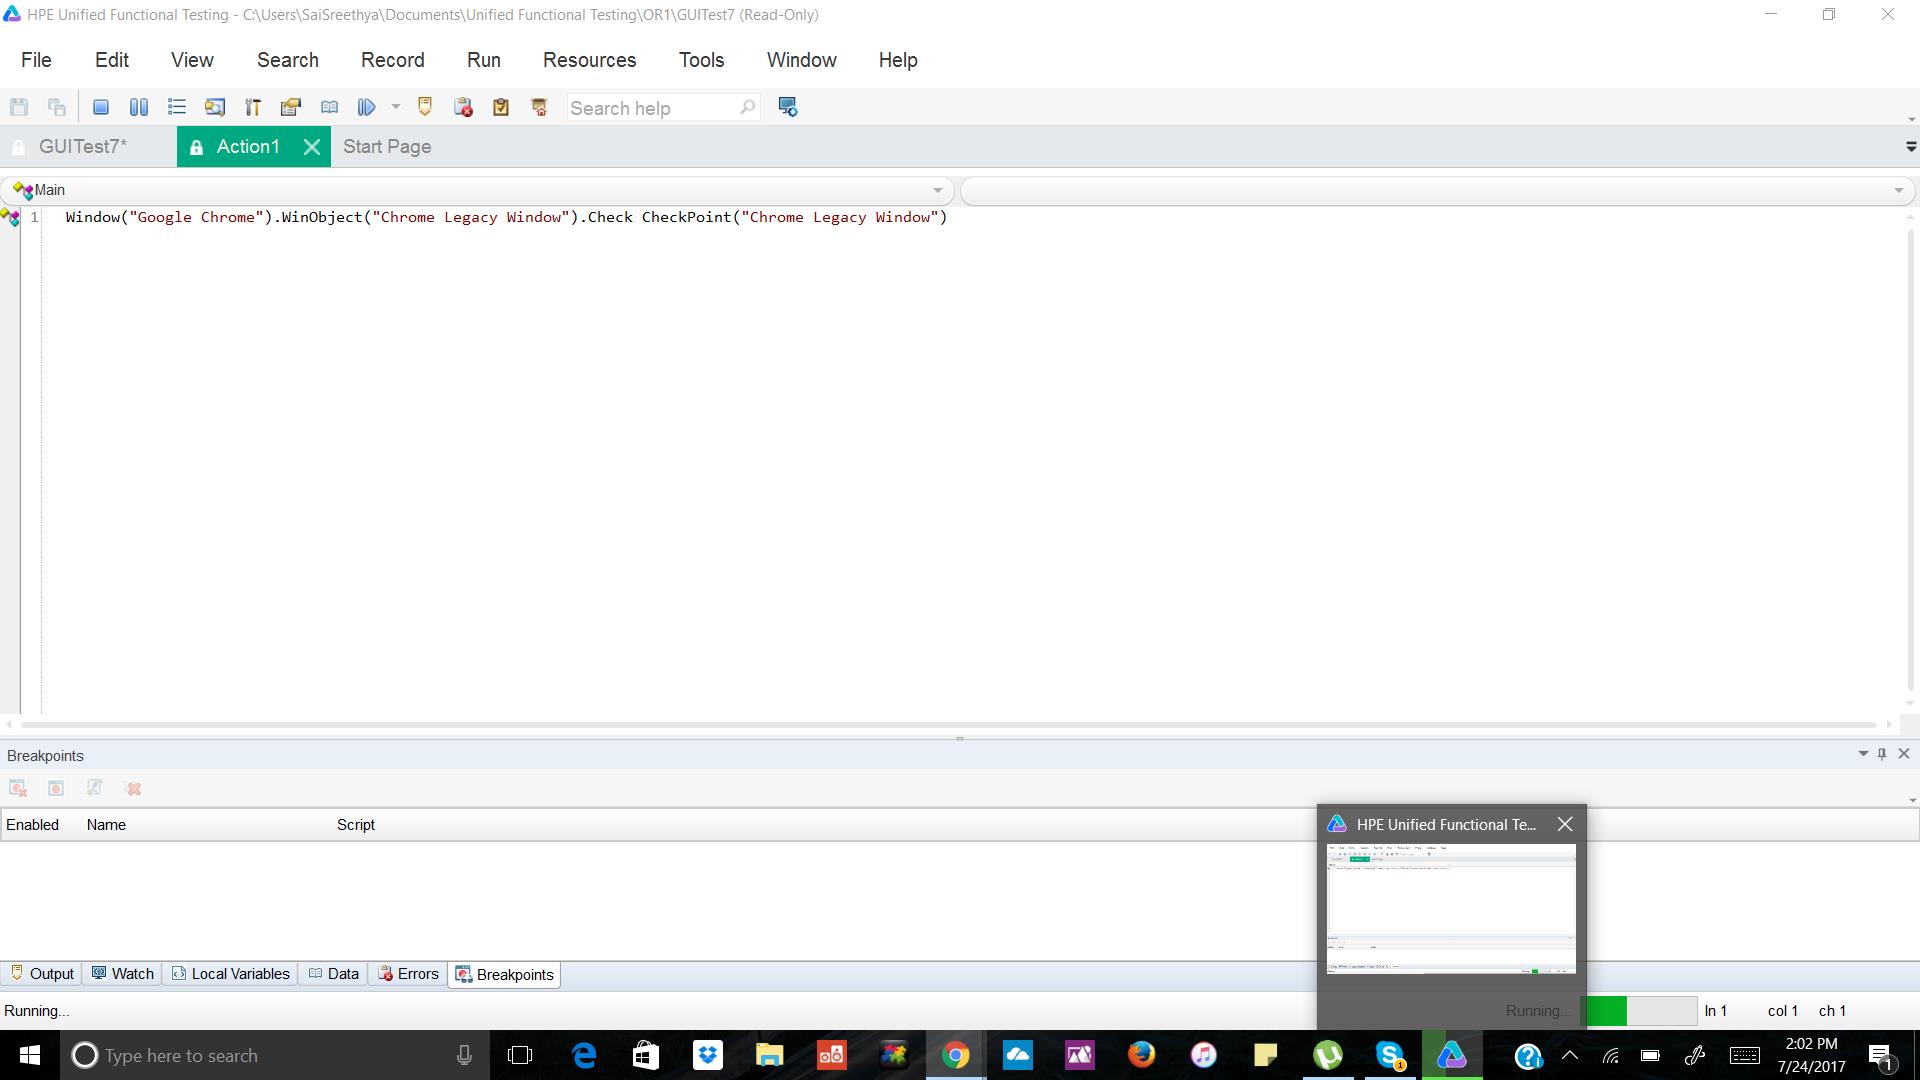 HPE Unified Functional Testing - C:\Users\SaiSreethya\Documents\Unified Functional Testing\OR1\GUITest7 (Read-Only)
File Edit View Search Record Run Resources Tools Window Help
Search help
GUITest7* Action1 Start Page
Main
1 Window("Google Chrome").WinObject("Chrome Legacy Window").Check CheckPoint("Chrome Legacy Window")
Breakpoints
Enabled Name Script
HPE Unified Functional Te...
Output Watch Local Variables Data Errors Breakpoints
Running... Running... ln 1 col 1 ch 1
Type here to search
2:02 PM
7/24/2017
1
1